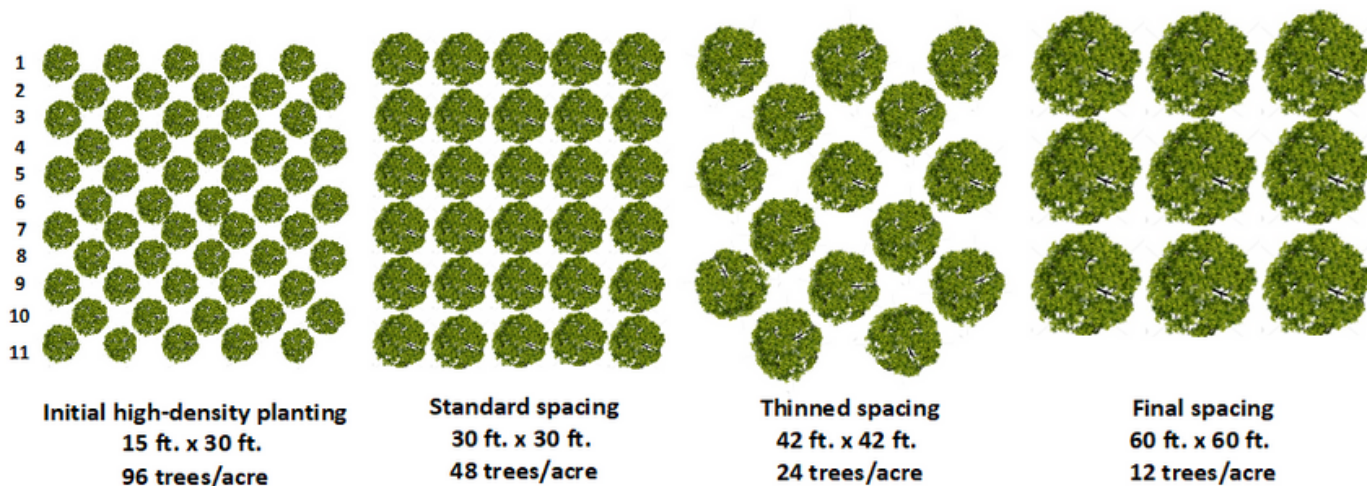 1
2
3
4
5
6
7
8
9
10
11
Initial high-density planting
15 ft. x 30 ft.
96 trees/acre
Standard spacing
30 ft. x 30 ft.
48 trees/acre
Thinned spacing
42 ft. x 42 ft.
24 trees/acre
Final spacing
60 ft. x 60 ft.
12 trees/acre